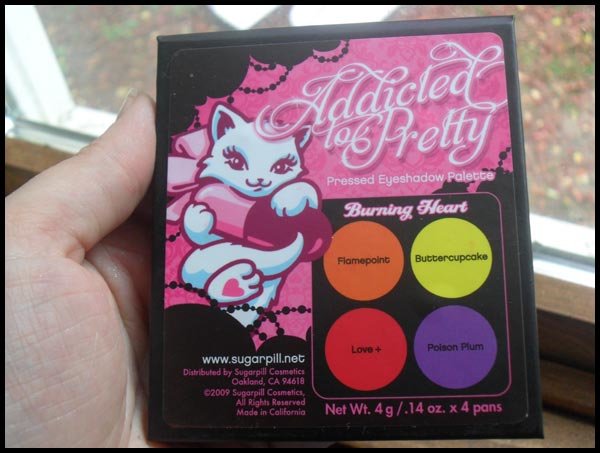 Addicted
to Pretty
Pressed Eyeshadow Palette
Burning Heart
Flamepoint
Buttercupcake
Love +
Poison Plum
www.sugarpill.net
Distributed by Sugarpill Cosmetics
Oakland, CA 94618
©2009 Sugarpill Cosmetics,
All Rights Reserved
Made in California
Net Wt. 4g/.14 oz. x 4 pans